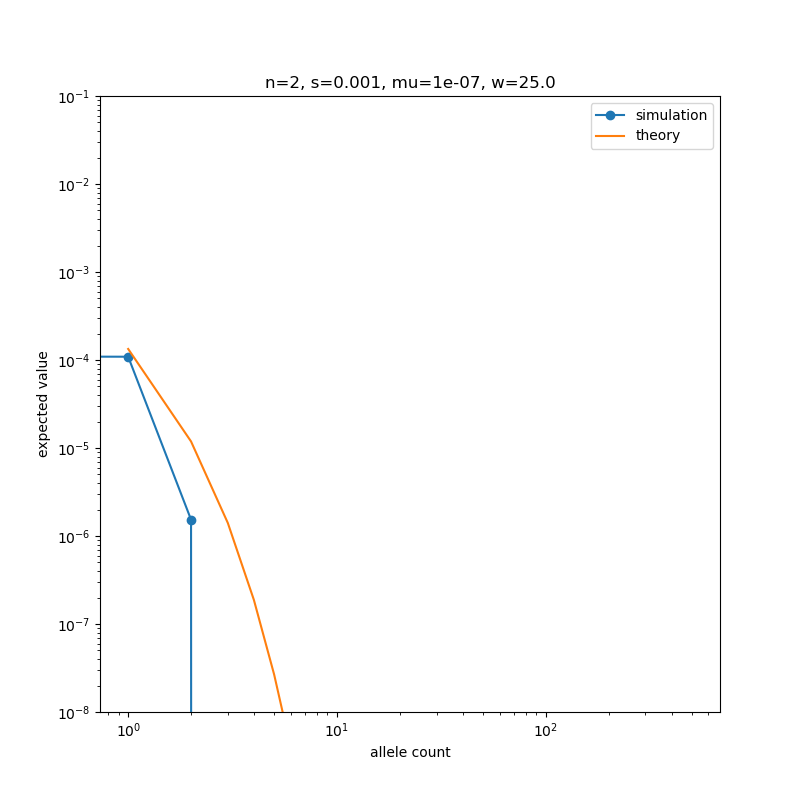 n=2, s=0.001, mu=1e-07, w=25.0
simulation
theory
10⁻¹
10⁻²
10⁻³
10⁻⁴
10⁻⁵
10⁻⁶
10⁻⁷
10⁻⁸
expected value
10⁰ 10¹ 10²
allele count